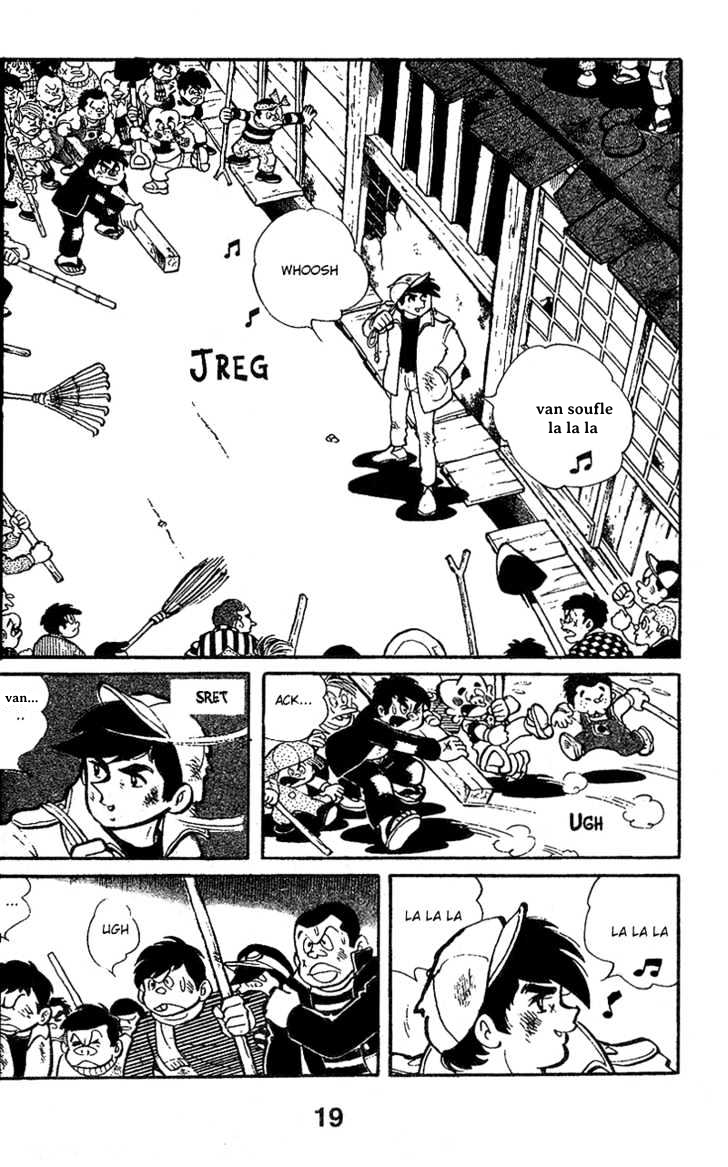 WHOOSH
JREG
van soufle
la la la
van...
..
SRET
ACK...
UGH
...
UGH
LA LA LA
LA LA LA
19